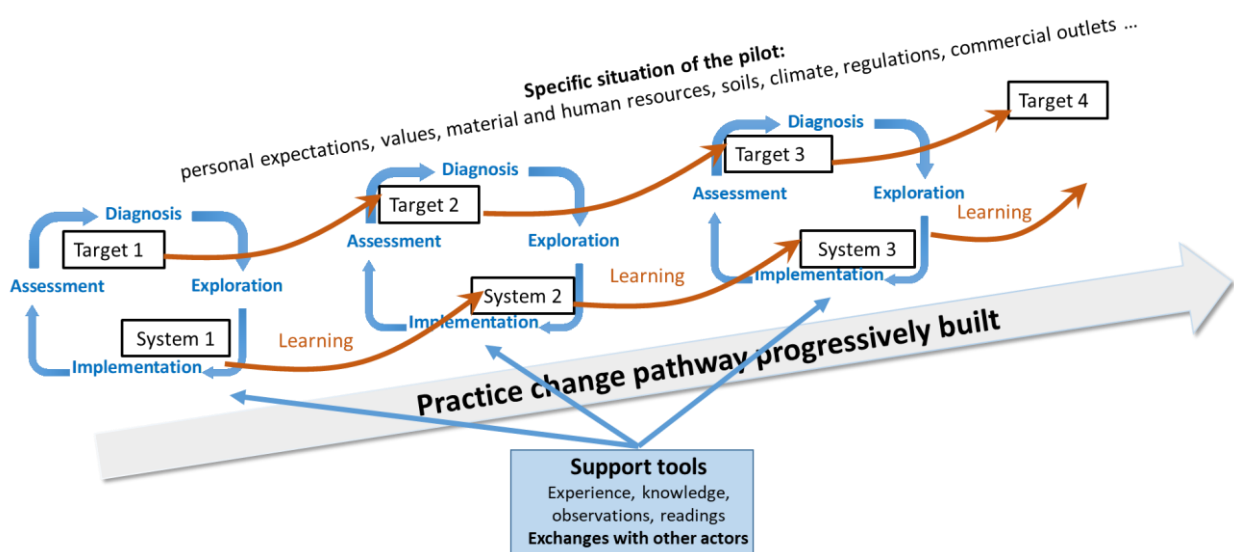 Specific situation of the pilot:
personal expectations, values, material and human resources, soils, climate, regulations, commercial outlets ...
Target 1
Diagnosis
Assessment
Exploration
System 1
Implementation
Learning
Target 2
Diagnosis
Assessment
Exploration
System 2
Implementation
Learning
Target 3
Diagnosis
Assessment
Exploration
System 3
Implementation
Learning
Target 4
Practice change pathway progressively built
Support tools
Experience, knowledge,
observations, readings
Exchanges with other actors